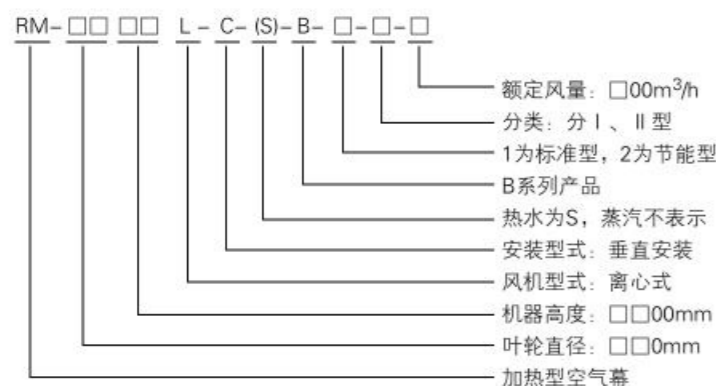 RM-□□ □□ L-C-(S)-B-□-□-□
额定风量：□00m³/h
分类：分Ⅰ、Ⅱ型
1为标准型，2为节能型
B系列产品
热水为S，蒸汽不表示
安装型式：垂直安装
风机型式：离心式
机器高度：□□00mm
叶轮直径：□□0mm
加热型空气幕